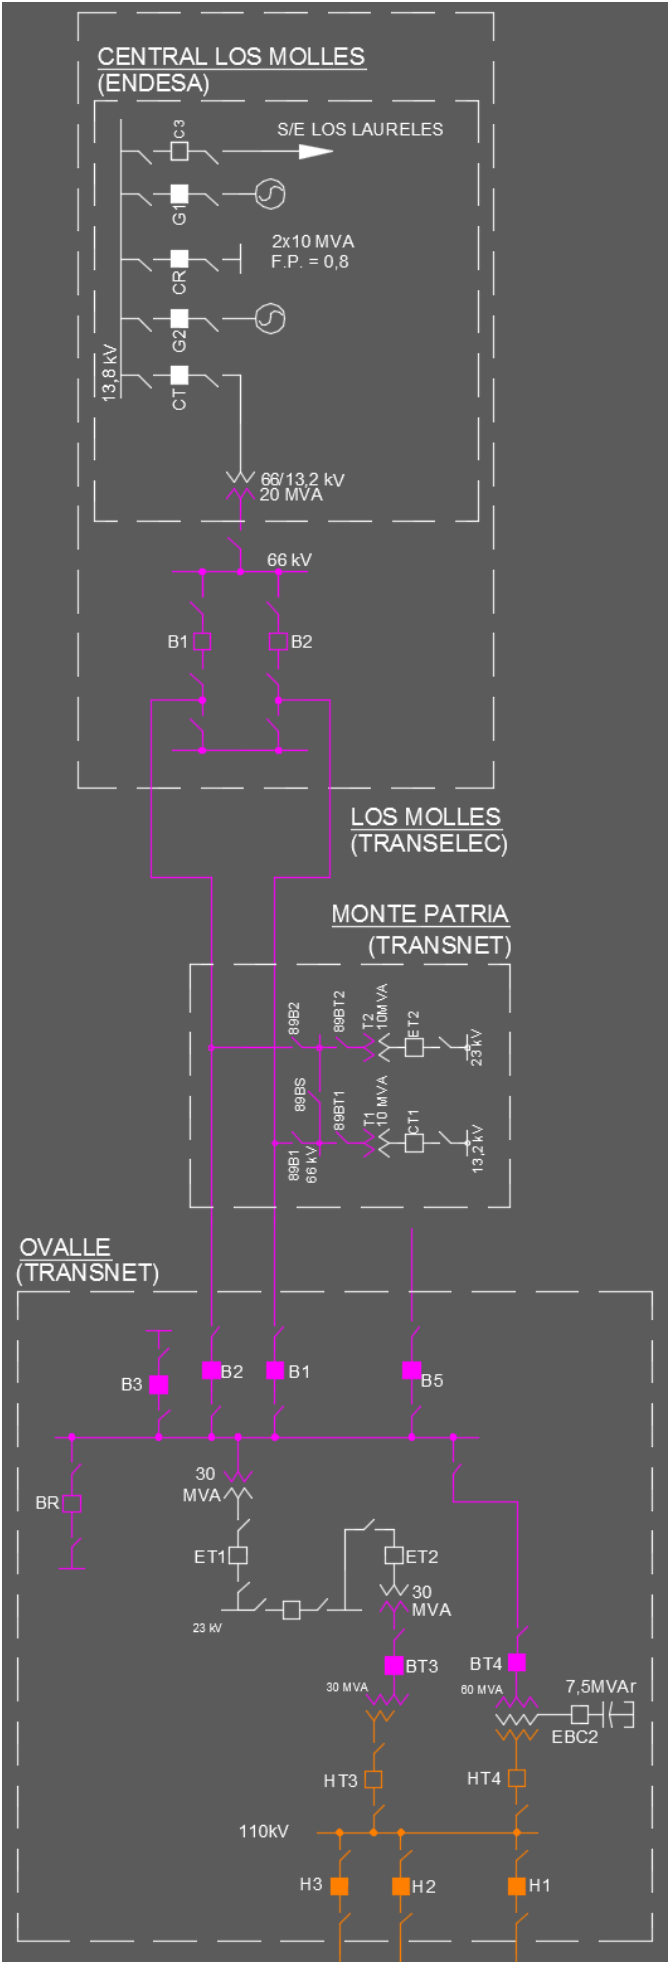 CENTRAL LOS MOLLES
(ENDESA)
C3
S/E LOS LAURELES
G1
2x10 MVA
F.P. = 0,8
CR
G2
13,8 kV
CT
66/13,2 kV
20 MVA
66 kV
B1
B2
LOS MOLLES
(TRANSELEC)
MONTE PATRIA
(TRANSNET)
89B2
89BT2
T2
10MVA
ET2
23 kV
89BS
89BT1
T1
10 MVA
CT1
13,2 kV
89B1
66 kV
OVALLE
(TRANSNET)
B3
B2
B1
B5
30
MVA
BR
ET1
ET2
30
MVA
23 kV
BT3
BT4
30 MVA
60 MVA
7,5MVAr
EBC2
HT3
HT4
110kV
H3
H2
H1